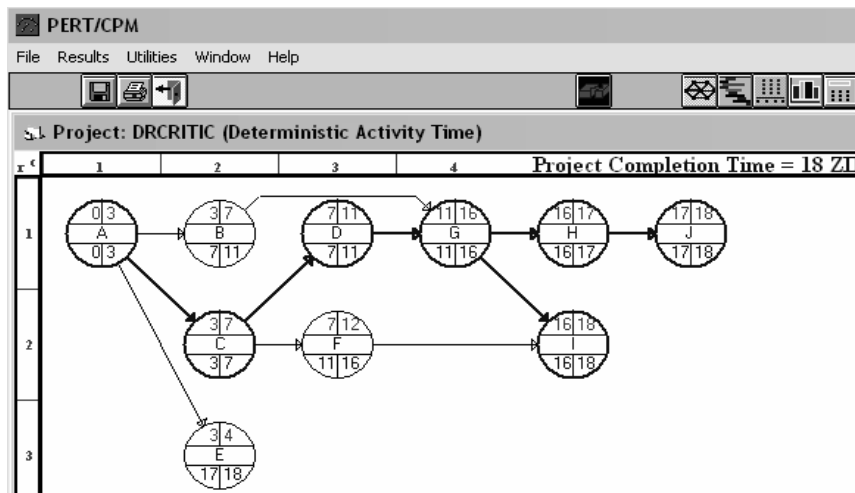 PERT/CPM
File Results Utilities Window Help
Project: DRCRITIC (Deterministic Activity Time)
r c 1 2 3 4 Project Completion Time = 18 ZD
1
0 3
A
0 3
3 7
B
7 11
7 11
D
7 11
11 16
G
11 16
16 17
H
16 17
17 18
J
17 18
2
3 7
C
3 7
7 12
F
11 16
16 18
I
16 18
3
3 4
E
17 18